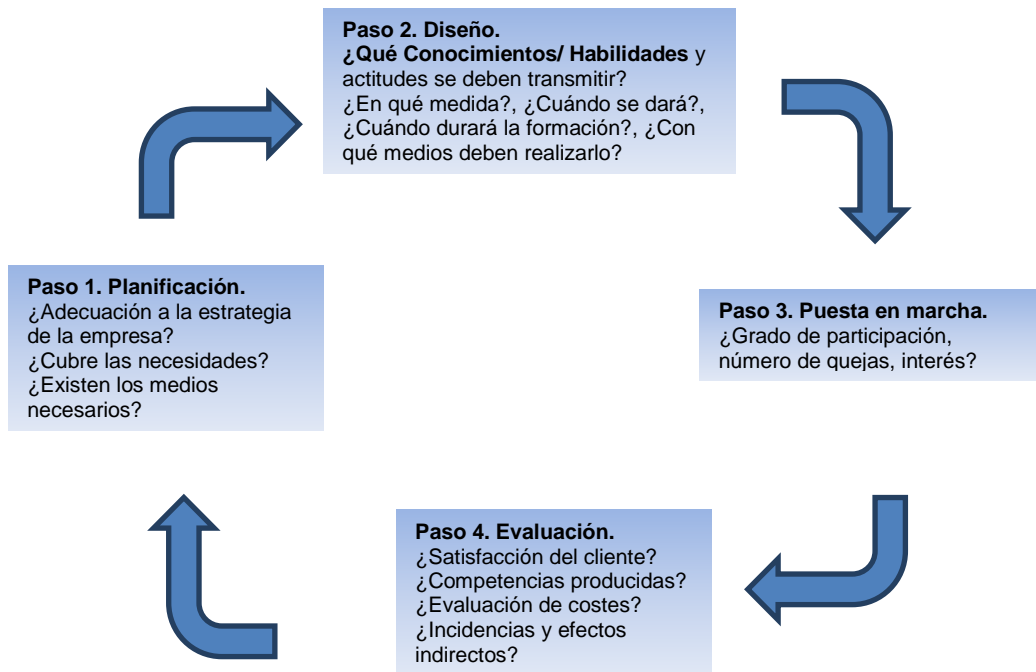 Paso 2. Diseño.
¿Qué Conocimientos/ Habilidades y
actitudes se deben transmitir?
¿En qué medida?, ¿Cuándo se dará?,
¿Cuándo durará la formación?, ¿Con
qué medios deben realizarlo?
Paso 1. Planificación.
¿Adecuación a la estrategia
de la empresa?
¿Cubre las necesidades?
¿Existen los medios
necesarios?
Paso 3. Puesta en marcha.
¿Grado de participación,
número de quejas, interés?
Paso 4. Evaluación.
¿Satisfacción del cliente?
¿Competencias producidas?
¿Evaluación de costes?
¿Incidencias y efectos
indirectos?